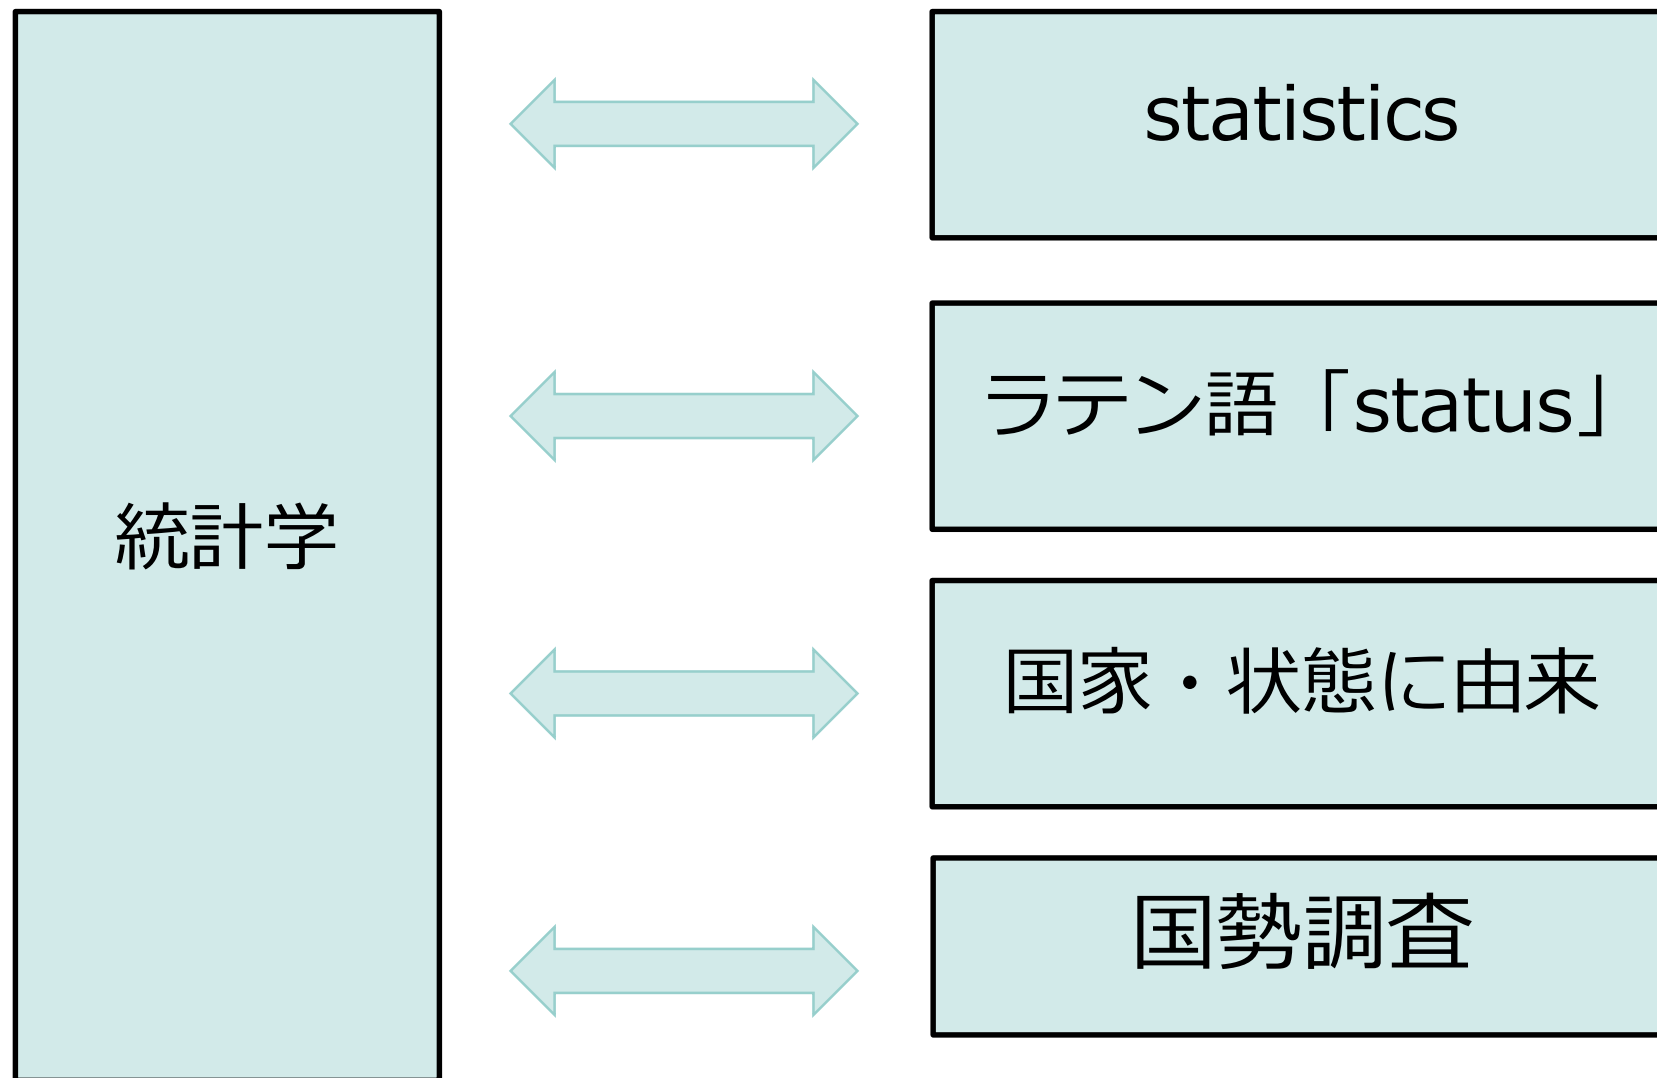 統計学
statistics
ラテン語「status」
国家・状態に由来
国勢調査